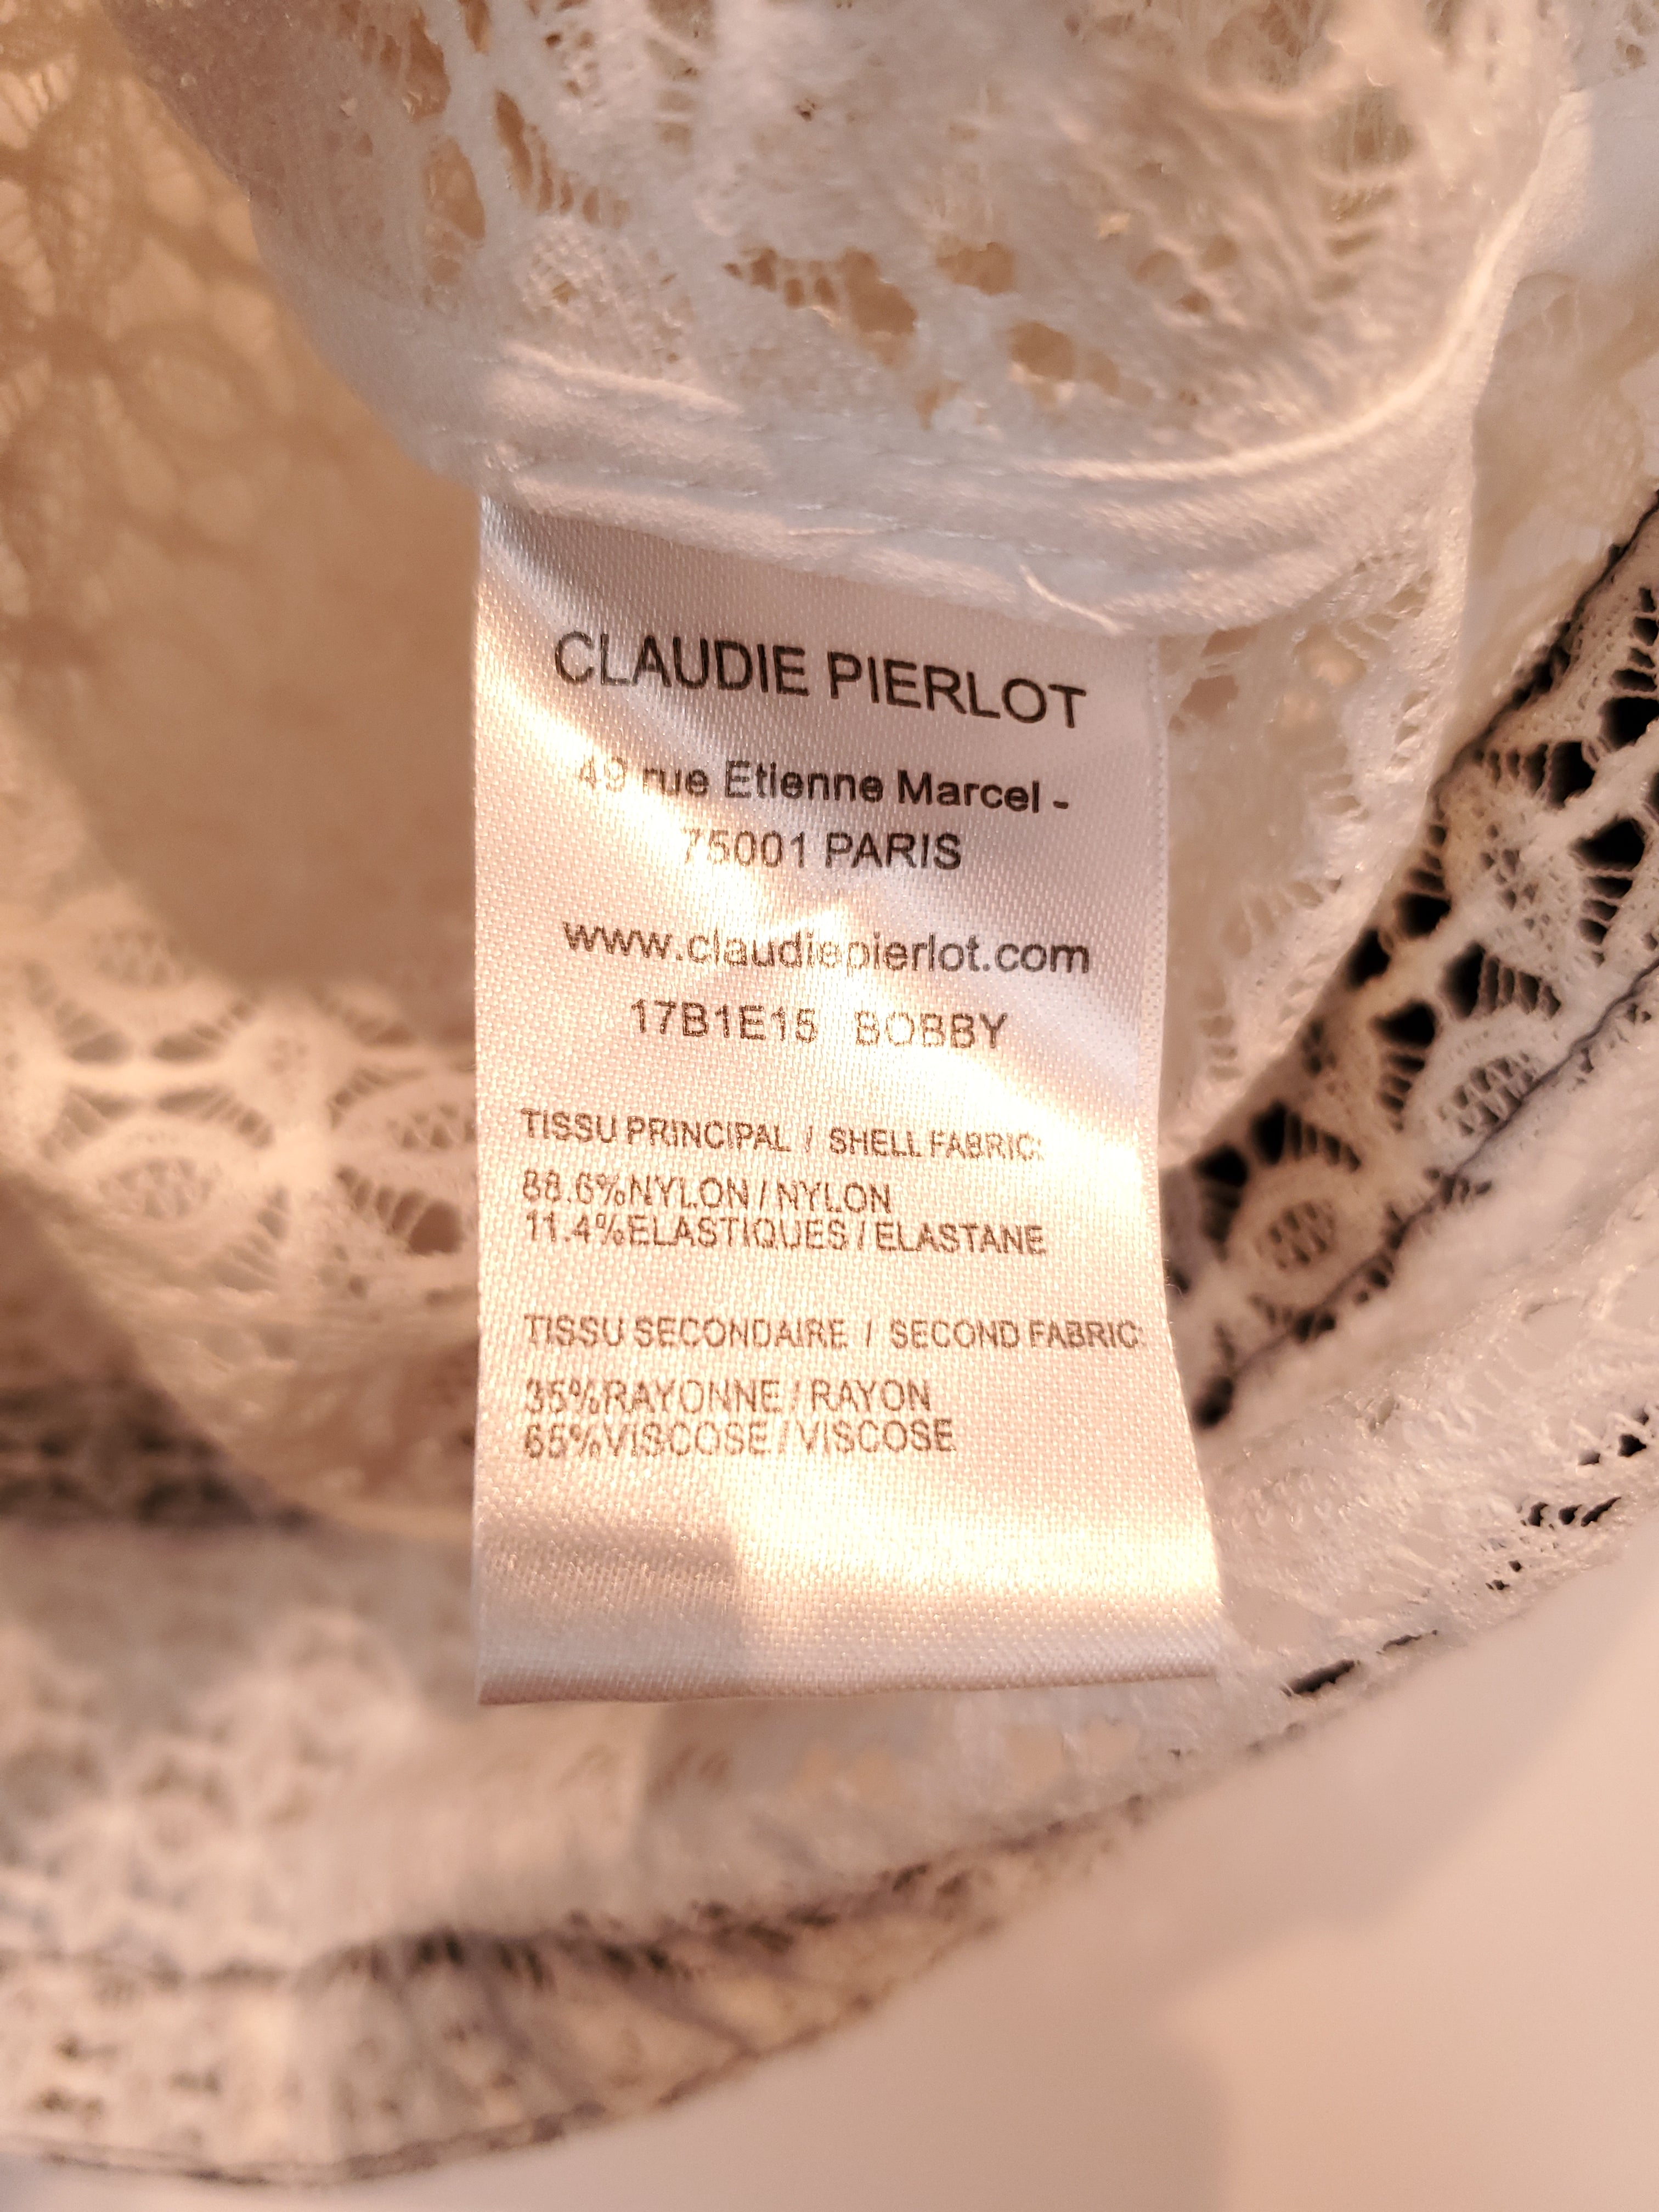 CLAUDIE PIERLOT
49 rue Etienne Marcel -
75001 PARIS
www.claudiepierlot.com
17B1E15 BOBBY
TISSU PRINCIPAL / SHELL FABRIC:
88.6%NYLON / NYLON
11.4%ELASTIQUES / ELASTANE
TISSU SECONDAIRE / SECOND FABRIC:
35%RAYONNE / RAYON
65%VISCOSE / VISCOSE